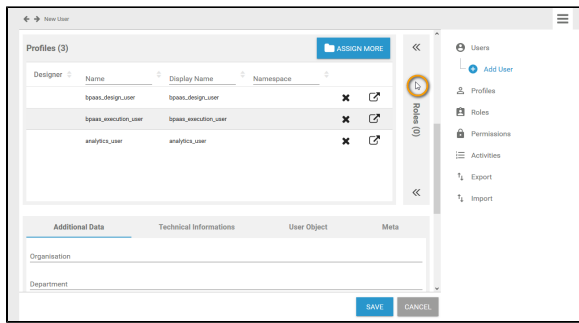 New User
Profiles (3)
ASSIGN MORE
Designer Name Display Name Namespace
bpaas_design_user bpaas_design_user
bpaas_execution_user bpaas_execution_user
analytics_user analytics_user
Roles (0)
Additional Data Technical Informations User Object Meta
Organisation
Department
SAVE CANCEL
Users
Add User
Profiles
Roles
Permissions
Activities
Export
Import